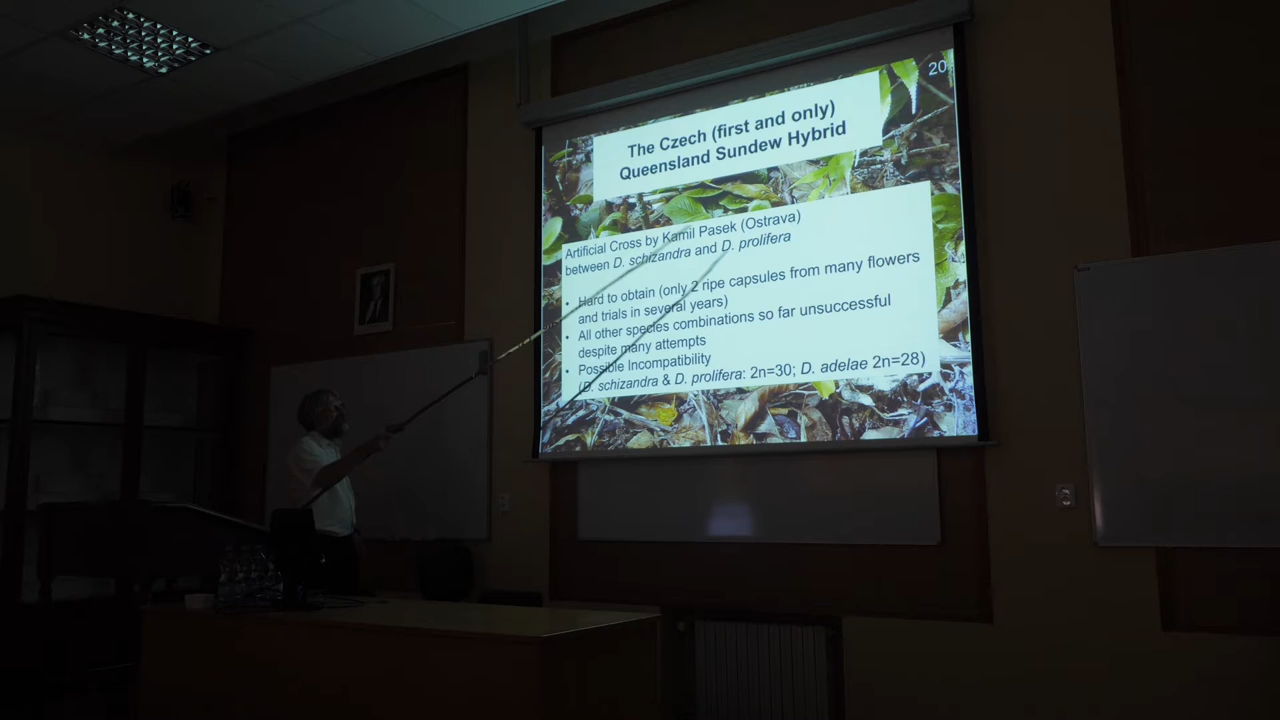 20
The Czech (first and only)
Queensland Sundew Hybrid
Artificial Cross by Kamil Pasek (Ostrava)
between D. schizandra and D. prolifera
• Hard to obtain (only 2 ripe capsules from many flowers
and trials in several years)
• All other species combinations so far unsuccessful
despite many attempts
• Possible Incompatibility
(D. schizandra & D. prolifera: 2n=30; D. adelae 2n=28)